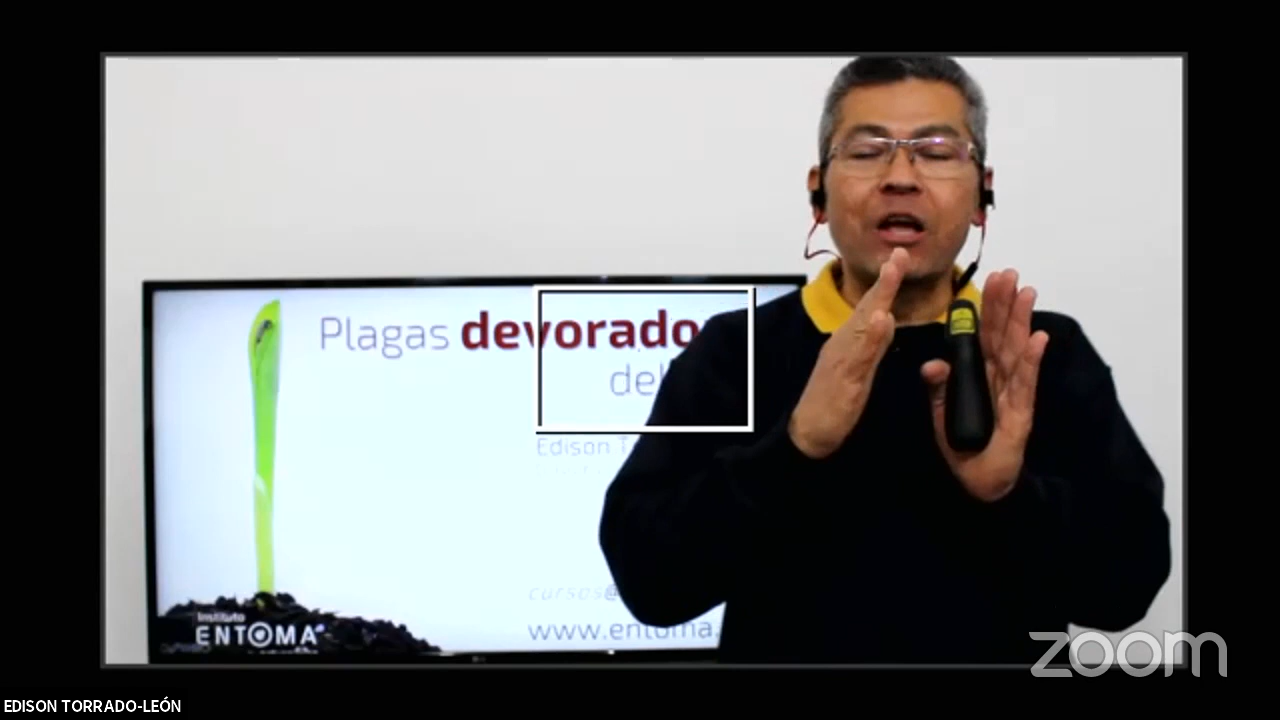 Plagas devorado
del
Edison T
cursos@
www.entoma.
Instituto
ENTOMA
zoom
EDISON TORRADO-LEÓN